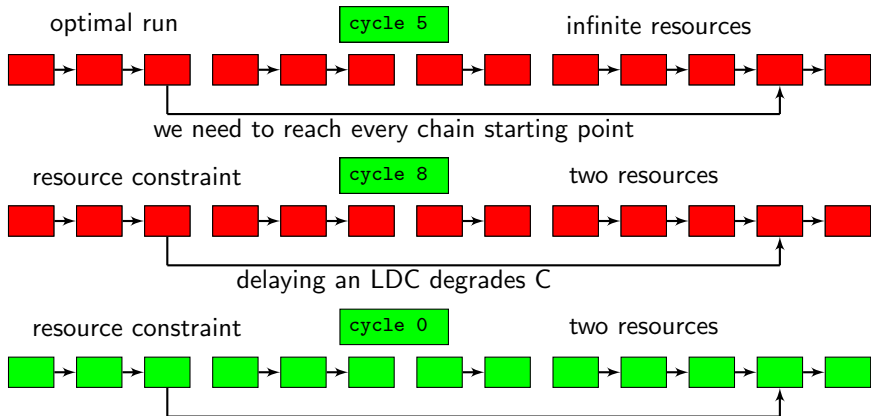 optimal run
cycle 5
infinite resources
we need to reach every chain starting point
resource constraint
cycle 8
two resources
delaying an LDC degrades C
resource constraint
cycle 0
two resources